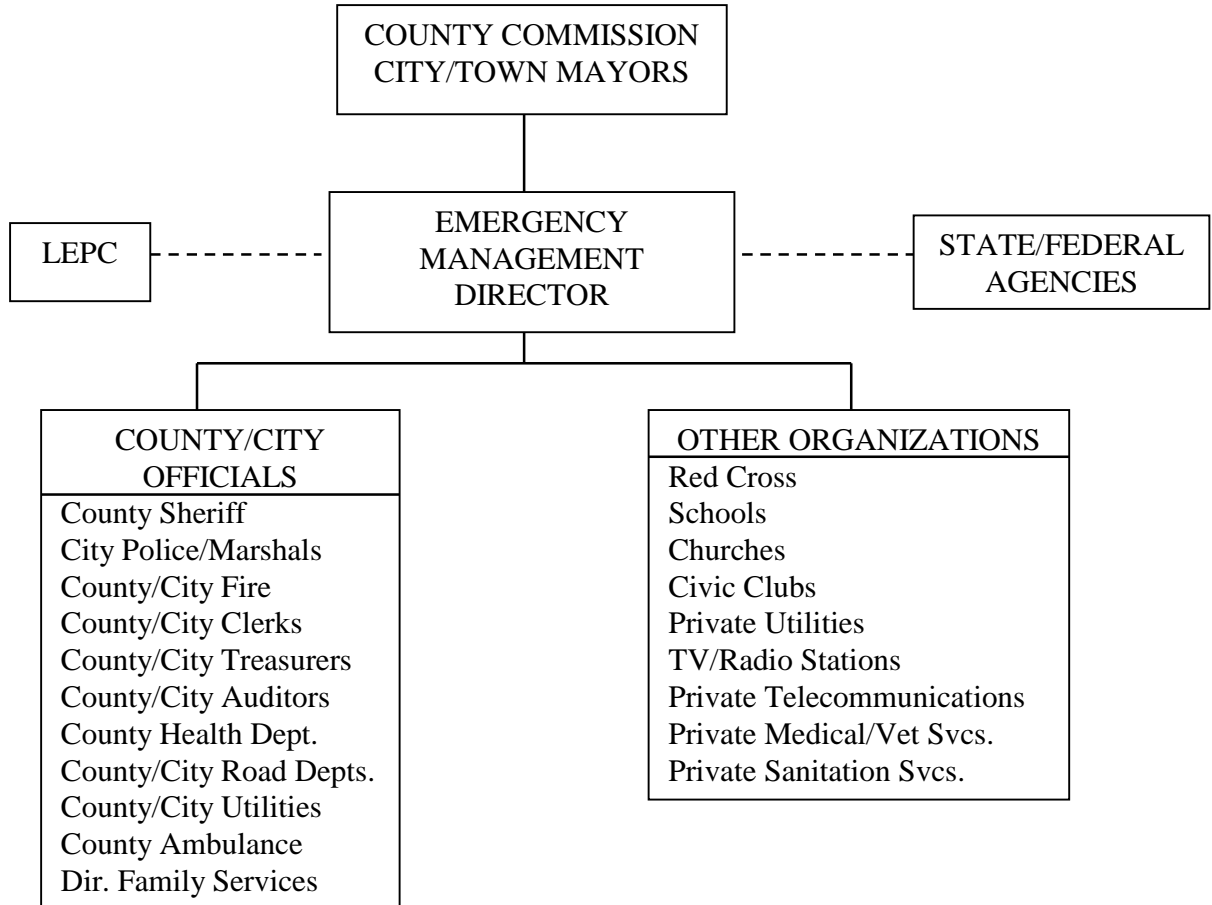 COUNTY COMMISSION
CITY/TOWN MAYORS
LEPC
EMERGENCY
MANAGEMENT
DIRECTOR
STATE/FEDERAL
AGENCIES
COUNTY/CITY
OFFICIALS
County Sheriff
City Police/Marshals
County/City Fire
County/City Clerks
County/City Treasurers
County/City Auditors
County Health Dept.
County/City Road Depts.
County/City Utilities
County Ambulance
Dir. Family Services
OTHER ORGANIZATIONS
Red Cross
Schools
Churches
Civic Clubs
Private Utilities
TV/Radio Stations
Private Telecommunications
Private Medical/Vet Svcs.
Private Sanitation Svcs.